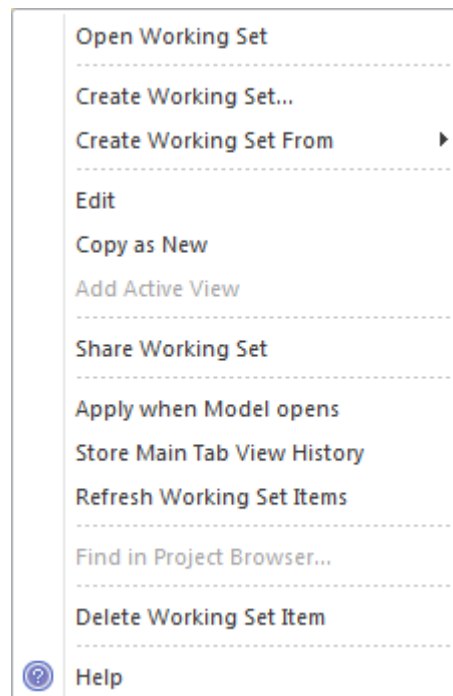 Open Working Set
Create Working Set...
Create Working Set From
Edit
Copy as New
Add Active View
Share Working Set
Apply when Model opens
Store Main Tab View History
Refresh Working Set Items
Find in Project Browser...
Delete Working Set Item
? Help